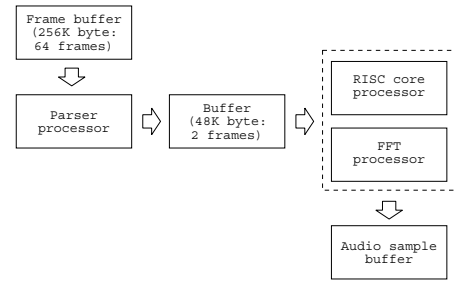 Frame buffer
(256K byte:
64 frames)
Parser
processor
Buffer
(48K byte:
2 frames)
RISC core
processor
FFT
processor
Audio sample
buffer